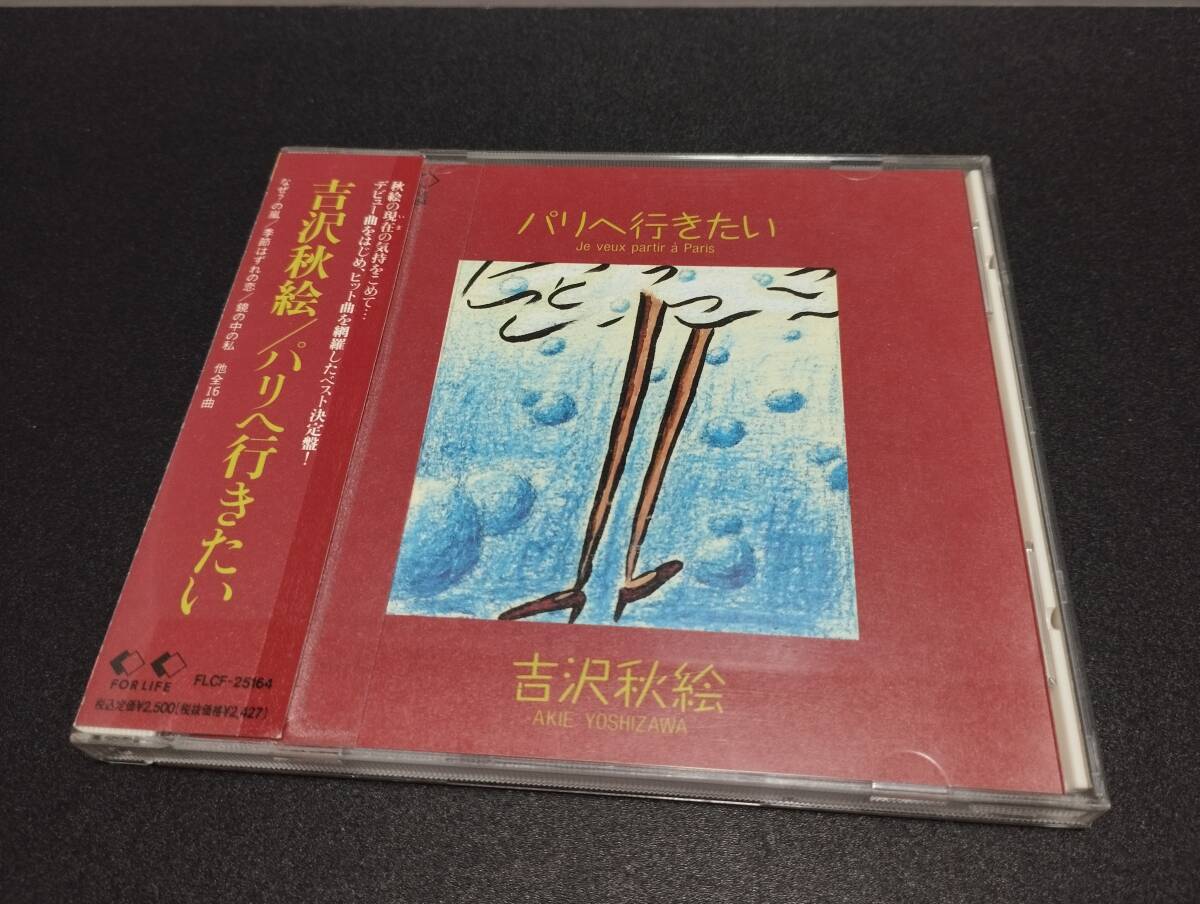 秋絵の現在の気持をこめて…
いま
デビュー曲をはじめ、ヒット曲を網羅したベスト決定盤!
吉沢秋絵/パリへ行きたい
なぜ?の嵐/季節はずれの恋/鏡の中の私 他全16曲
FOR LIFE
FLCF-25164
税込定価¥2,500(税抜価格¥2,427)
パリへ行きたい
Je veux partir à Paris
吉沢秋絵
AKIE YOSHIZAWA